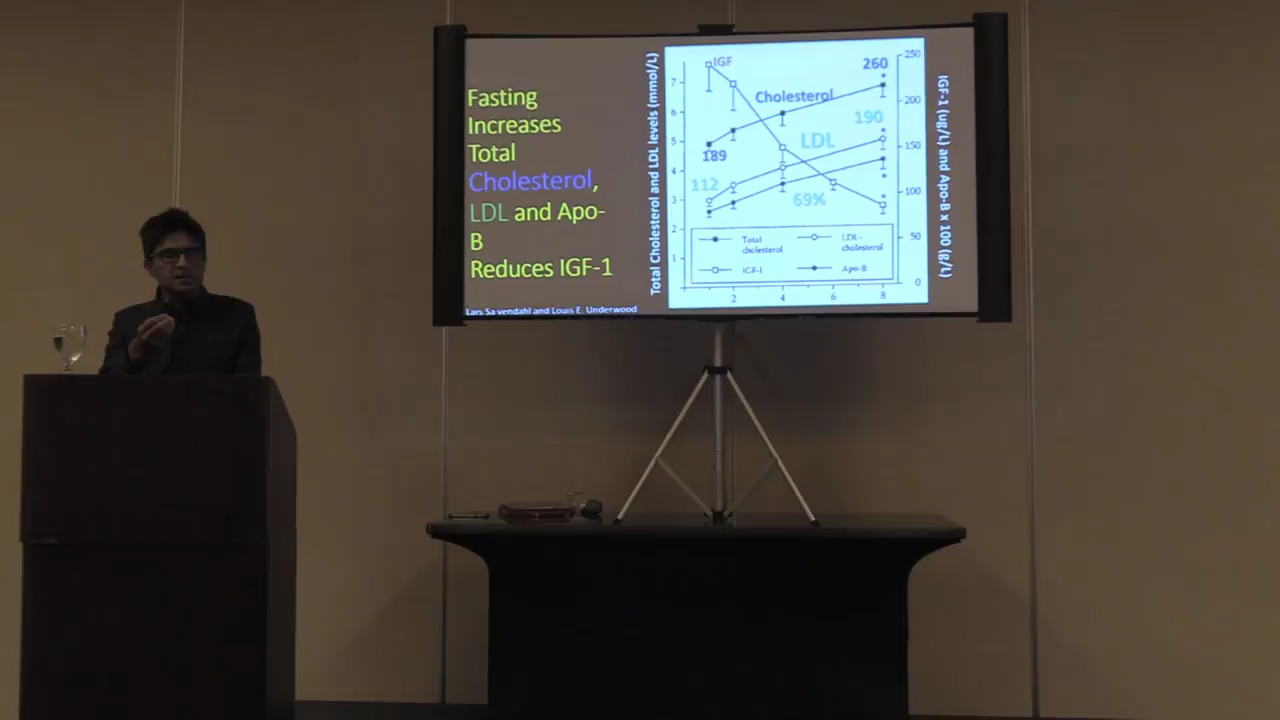 Fasting
Increases
Total
Cholesterol,
LDL and Apo-
B
Reduces IGF-1
Lars Sa vendahl and Louis E. Underwood
Total Cholesterol and LDL levels (mmol/L)
7
6
5
4
3
2
1
IGF
Cholesterol
260
189
LDL
190
112
69%
Total
cholesterol
LDL-
cholesterol
IGF-1
Apo-B
2
4
6
8
250
200
150
100
50
0
IGF-1 (ug/L) and Apo-B x 100 (g/L)